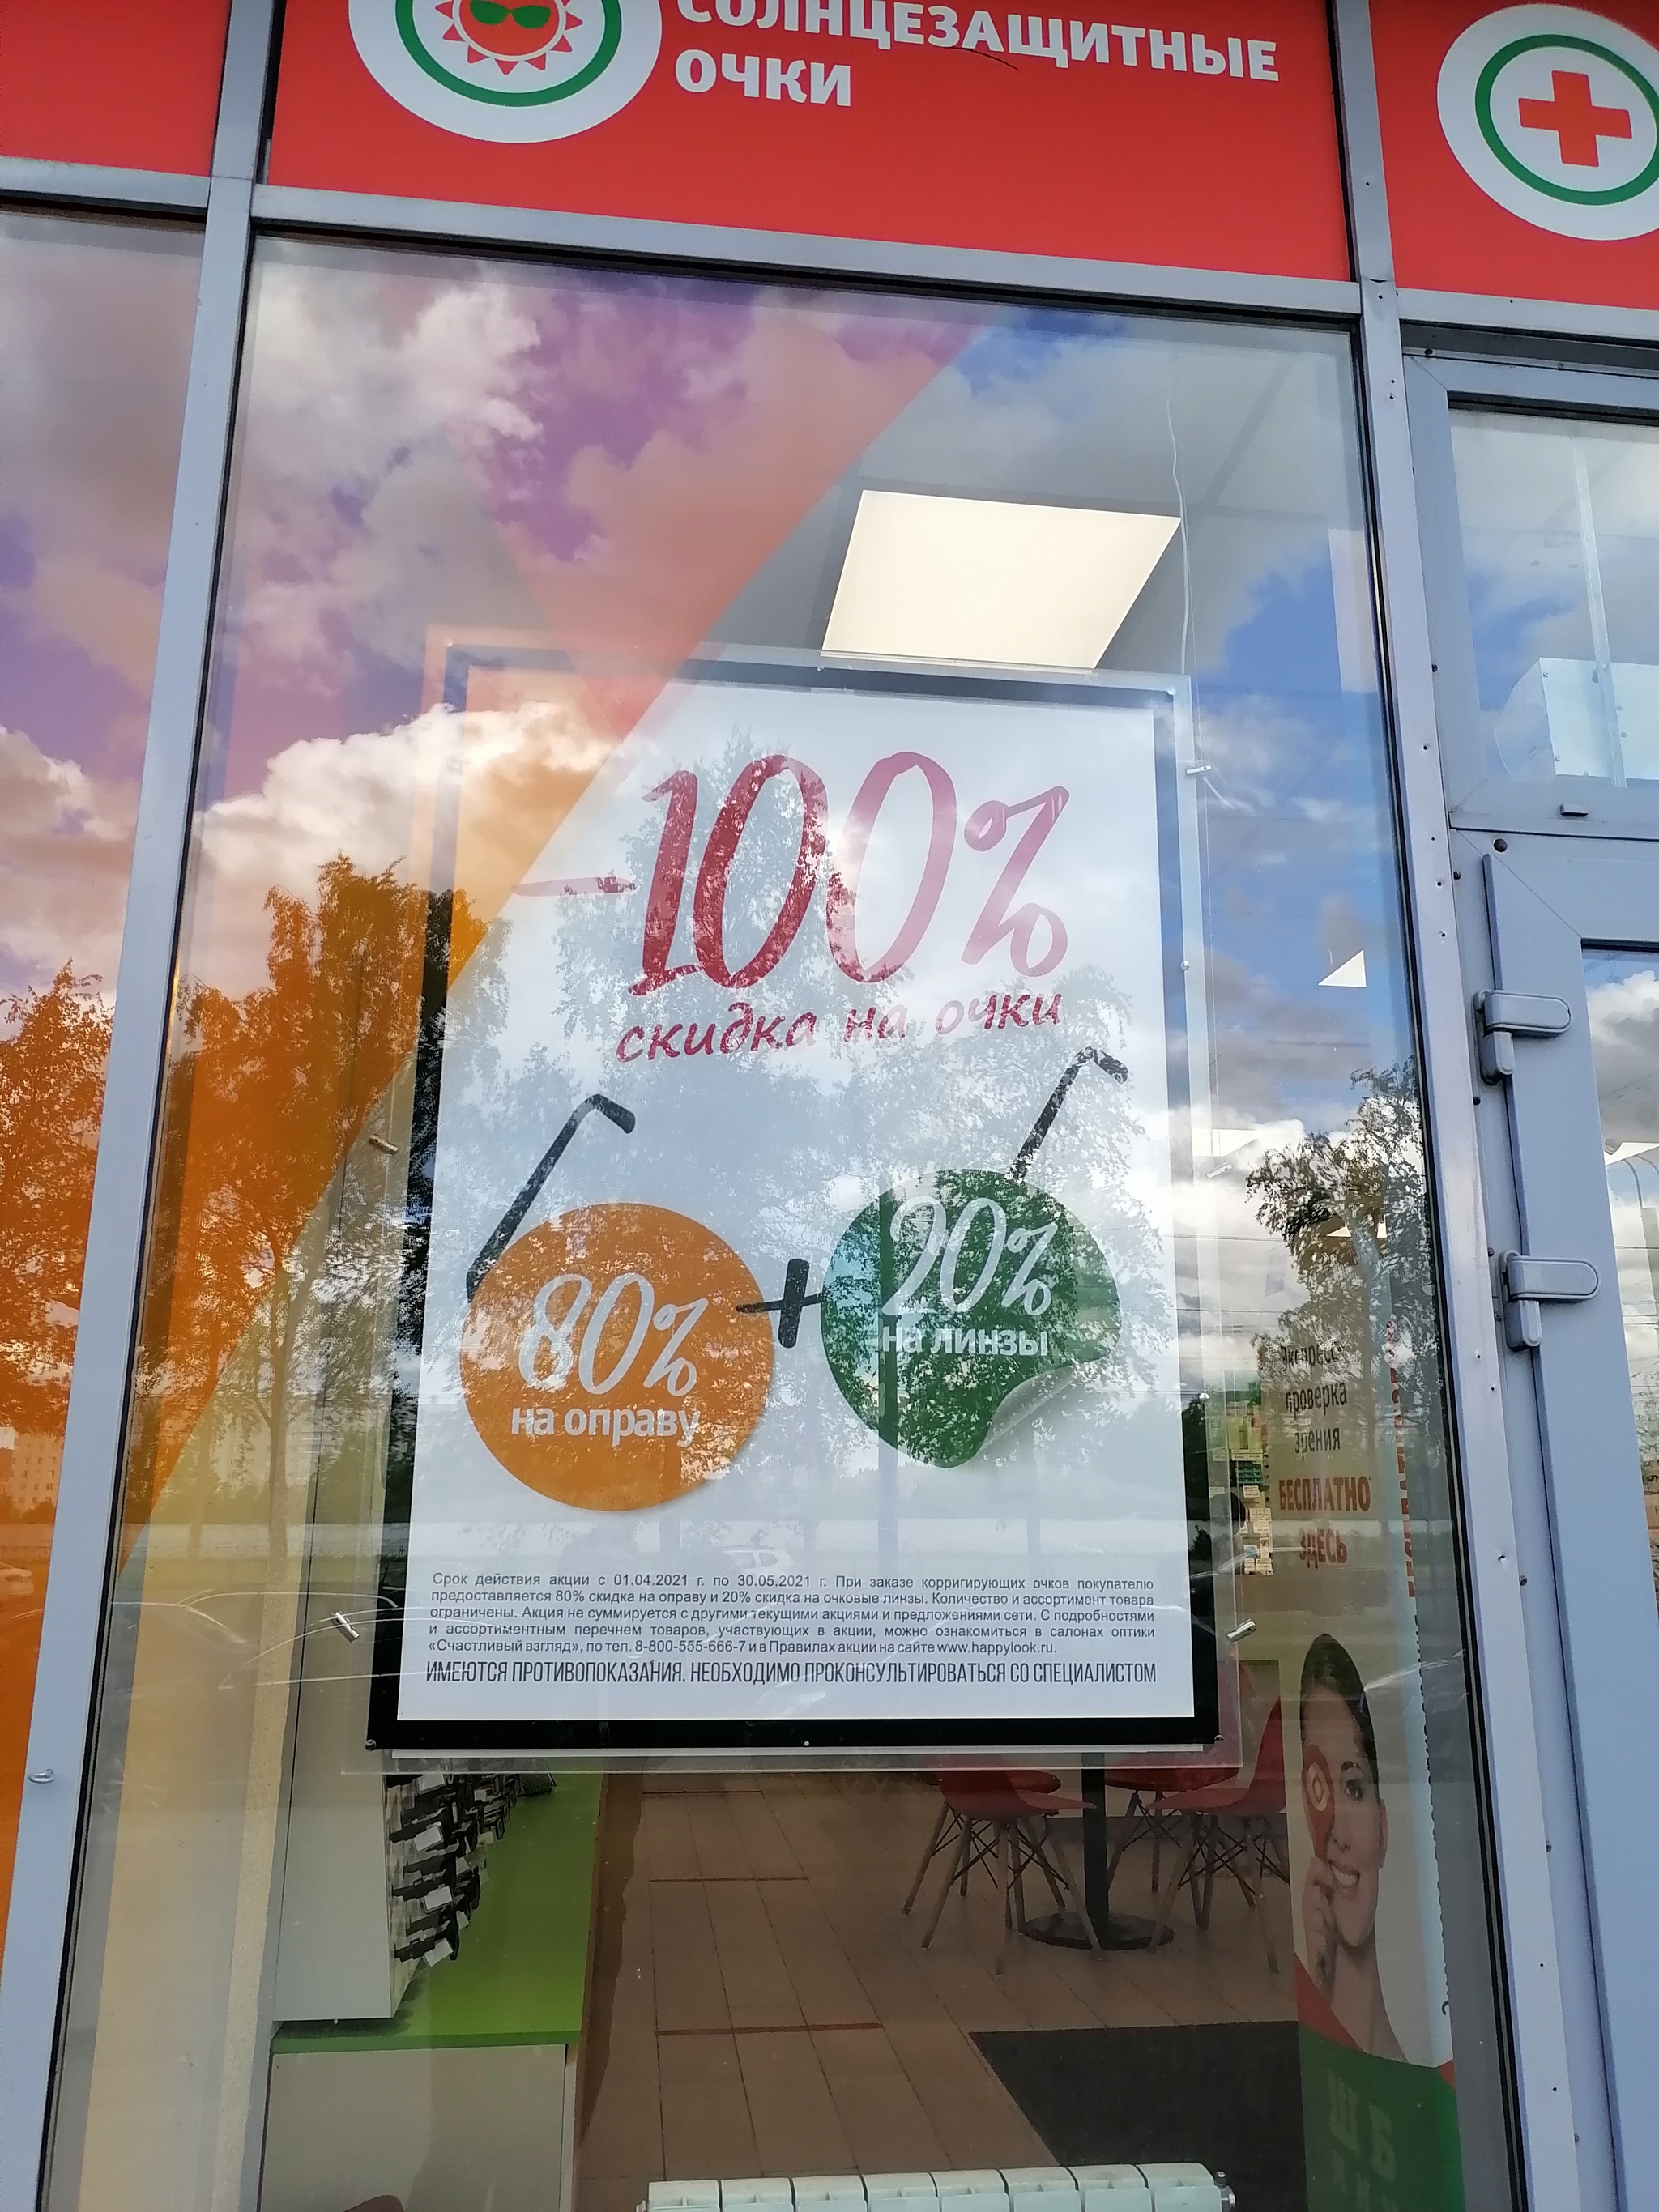 СОЛНЦЕЗАЩИТНЫЕ
ОЧКИ
-100%
скидка на очки
80%
на оправу
+
20%
на линзы
Срок действия акции с 01.04.2021 г. по 30.05.2021 г. При заказе корригирующих очков покупателю
предоставляется 80% скидка на оправу и 20% скидка на очковые линзы. Количество и ассортимент товара
ограничены. Акция не суммируется с другими текущими акциями и предложениями сети. С подробностями
и ассортиментным перечнем товаров, участвующих в акции, можно ознакомиться в салонах оптики
«Счастливый взгляд», по тел. 8-800-555-666-7 и в Правилах акции на сайте www.happylook.ru.
ИМЕЮТСЯ ПРОТИВОПОКАЗАНИЯ. НЕОБХОДИМО ПРОКОНСУЛЬТИРОВАТЬСЯ СО СПЕЦИАЛИСТОМ
Экспресс-
проверка
зрения
БЕСПЛАТНО
ЗДЕСЬ
Ш Б